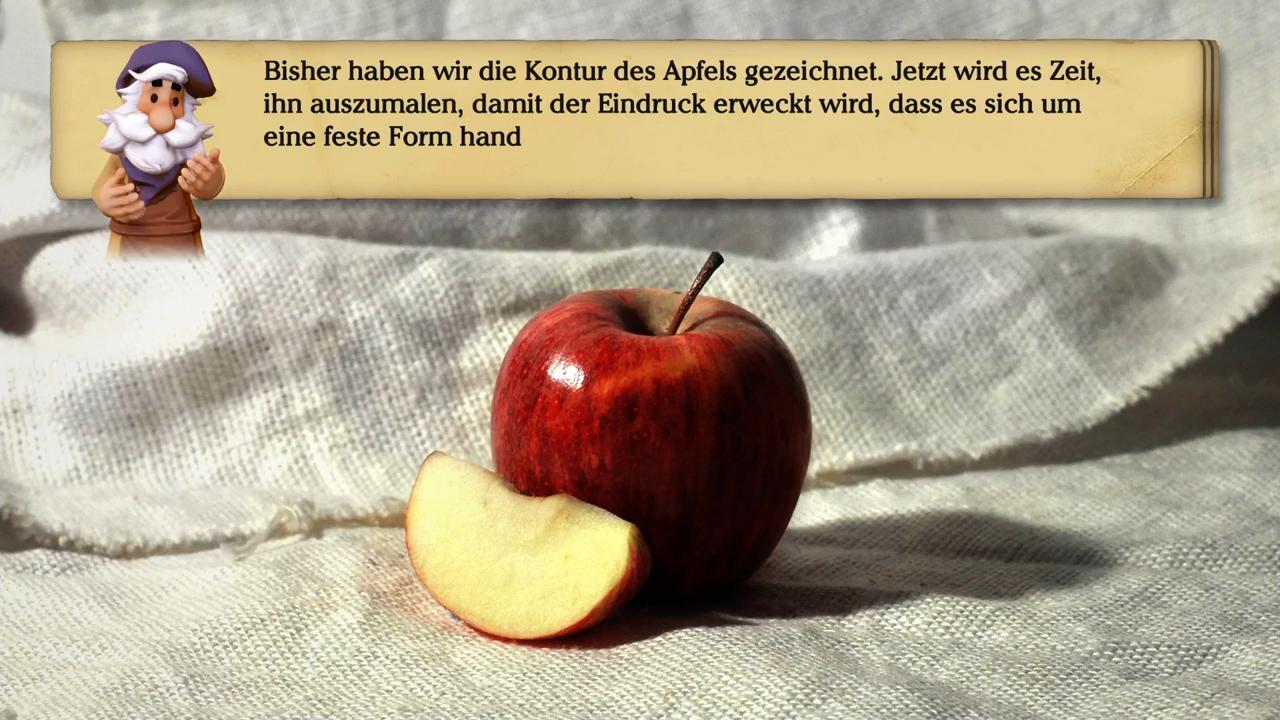 Bisher haben wir die Kontur des Apfels gezeichnet. Jetzt wird es Zeit,
ihn auszumalen, damit der Eindruck erweckt wird, dass es sich um
eine feste Form hand